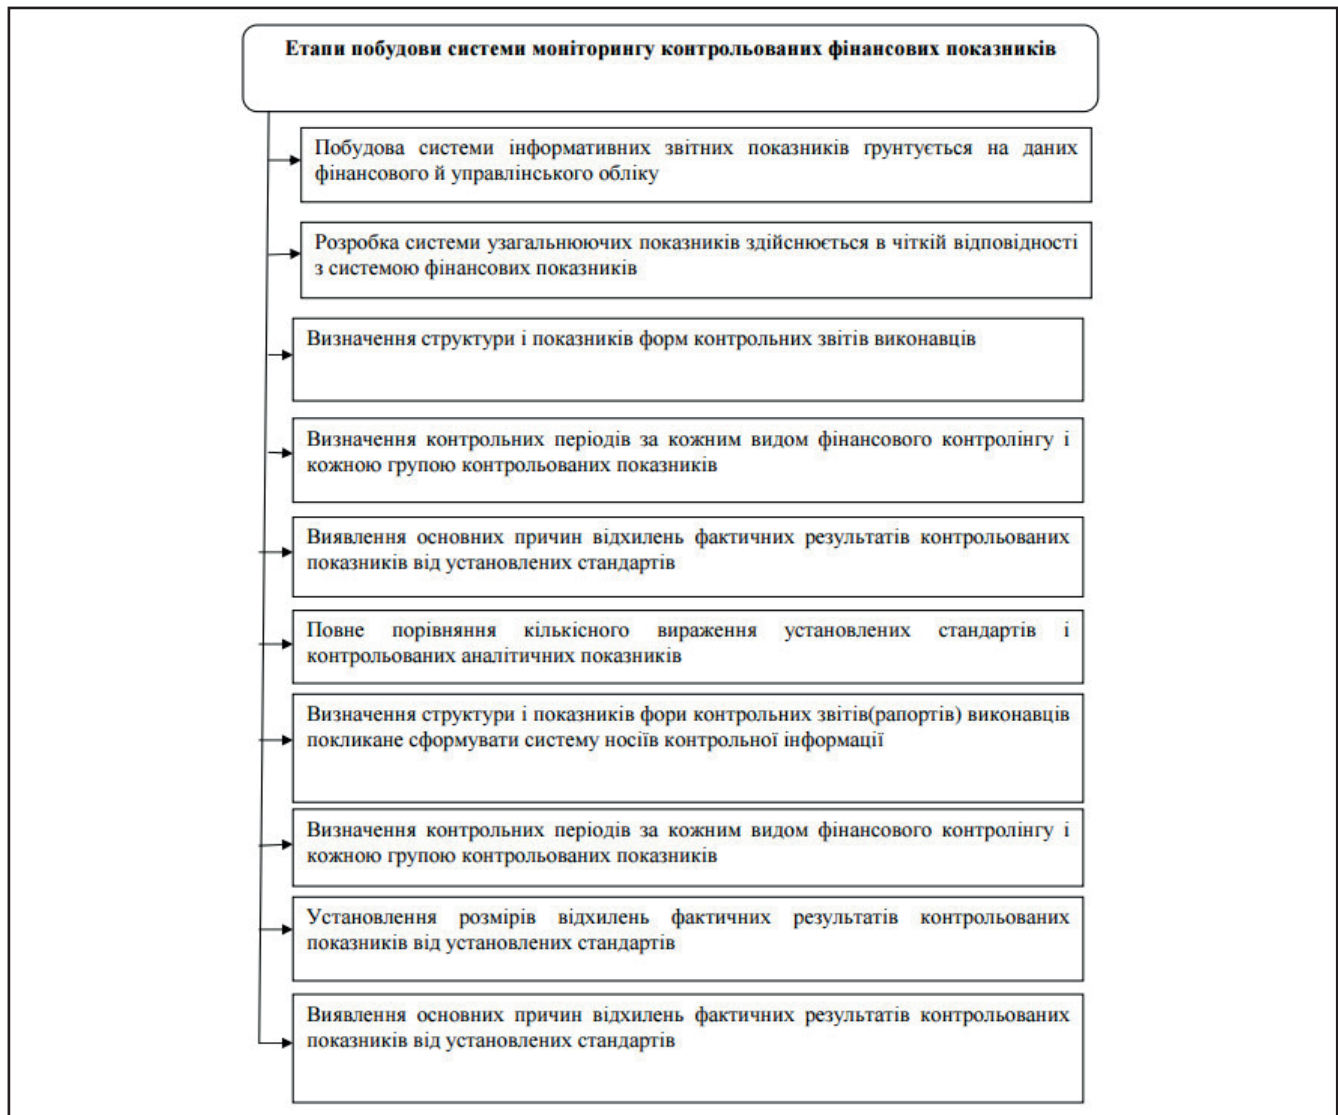 Етапи побудови системи моніторингу контрольованих фінансових показників
Побудова системи інформативних звітних показників ґрунтується на даних
фінансового й управлінського обліку
Розробка системи узагальнюючих показників здійснюється в чіткій відповідності
з системою фінансових показників
Визначення структури і показників форм контрольних звітів виконавців
Визначення контрольних періодів за кожним видом фінансового контролінгу і
кожною групою контрольованих показників
Виявлення основних причин відхилень фактичних результатів контрольованих
показників від установлених стандартів
Повне порівняння кількісного вираження установлених стандартів і
контрольованих аналітичних показників
Визначення структури і показників фори контрольних звітів(рапортів) виконавців
покликане сформувати систему носіїв контрольної інформації
Визначення контрольних періодів за кожним видом фінансового контролінгу і
кожною групою контрольованих показників
Установлення розмірів відхилень фактичних результатів контрольованих
показників від установлених стандартів
Виявлення основних причин відхилень фактичних результатів контрольованих
показників від установлених стандартів